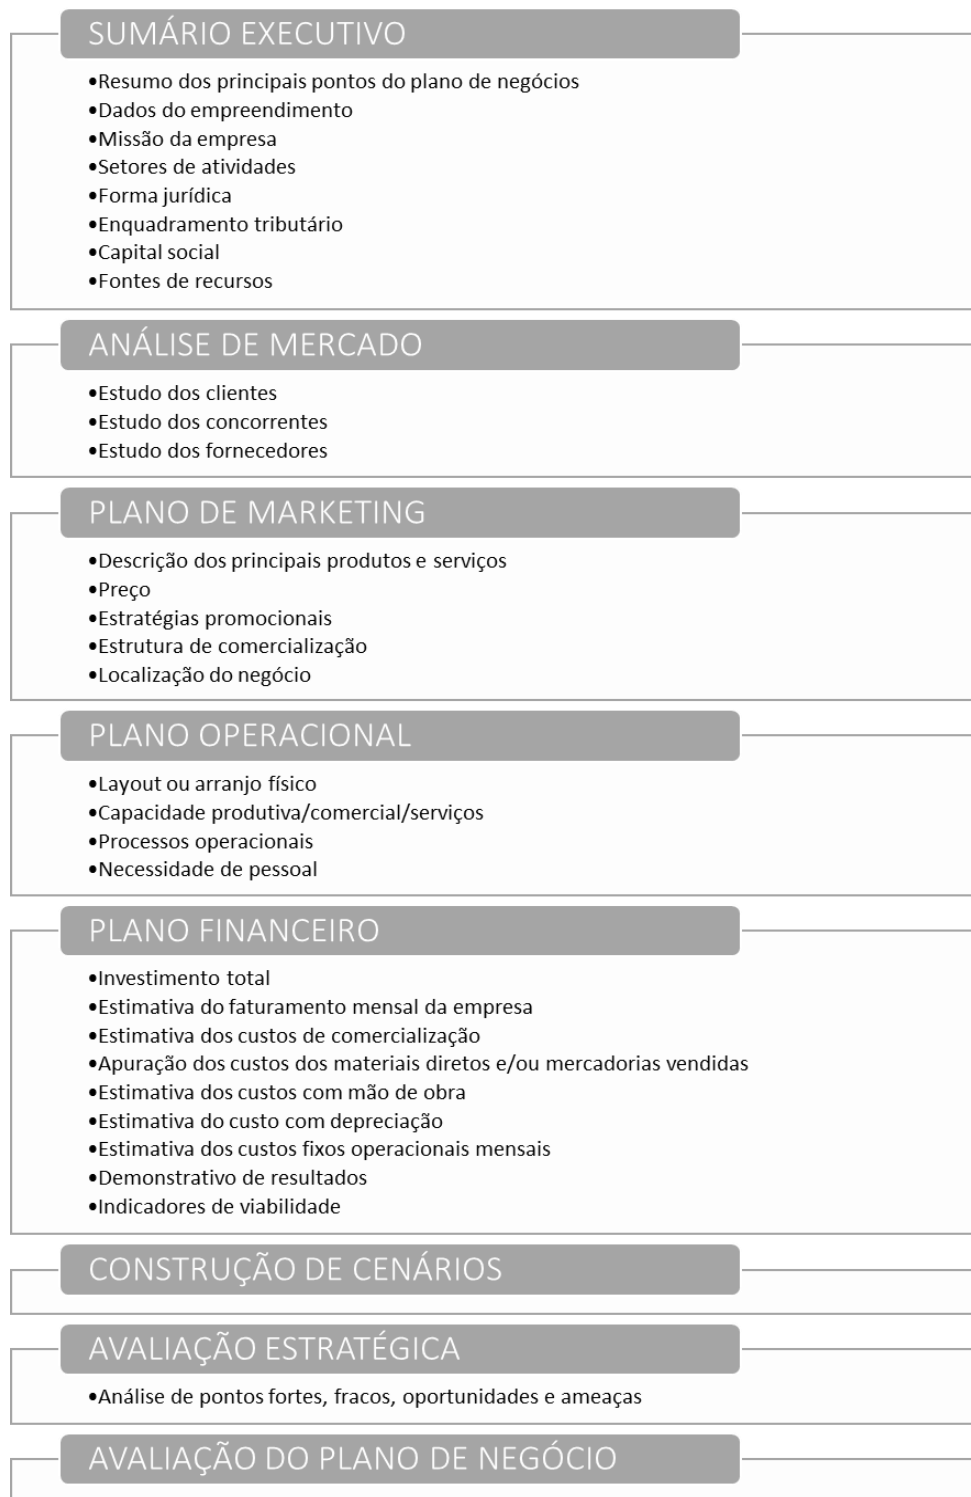 SUMÁRIO EXECUTIVO
•Resumo dos principais pontos do plano de negócios
•Dados do empreendimento
•Missão da empresa
•Setores de atividades
•Forma jurídica
•Enquadramento tributário
•Capital social
•Fontes de recursos
ANÁLISE DE MERCADO
•Estudo dos clientes
•Estudo dos concorrentes
•Estudo dos fornecedores
PLANO DE MARKETING
•Descrição dos principais produtos e serviços
•Preço
•Estratégias promocionais
•Estrutura de comercialização
•Localização do negócio
PLANO OPERACIONAL
•Layout ou arranjo físico
•Capacidade produtiva/comercial/serviços
•Processos operacionais
•Necessidade de pessoal
PLANO FINANCEIRO
•Investimento total
•Estimativa do faturamento mensal da empresa
•Estimativa dos custos de comercialização
•Apuração dos custos dos materiais diretos e/ou mercadorias vendidas
•Estimativa dos custos com mão de obra
•Estimativa do custo com depreciação
•Estimativa dos custos fixos operacionais mensais
•Demonstrativo de resultados
•Indicadores de viabilidade
CONSTRUÇÃO DE CENÁRIOS
AVALIAÇÃO ESTRATÉGICA
•Análise de pontos fortes, fracos, oportunidades e ameaças
AVALIAÇÃO DO PLANO DE NEGÓCIO